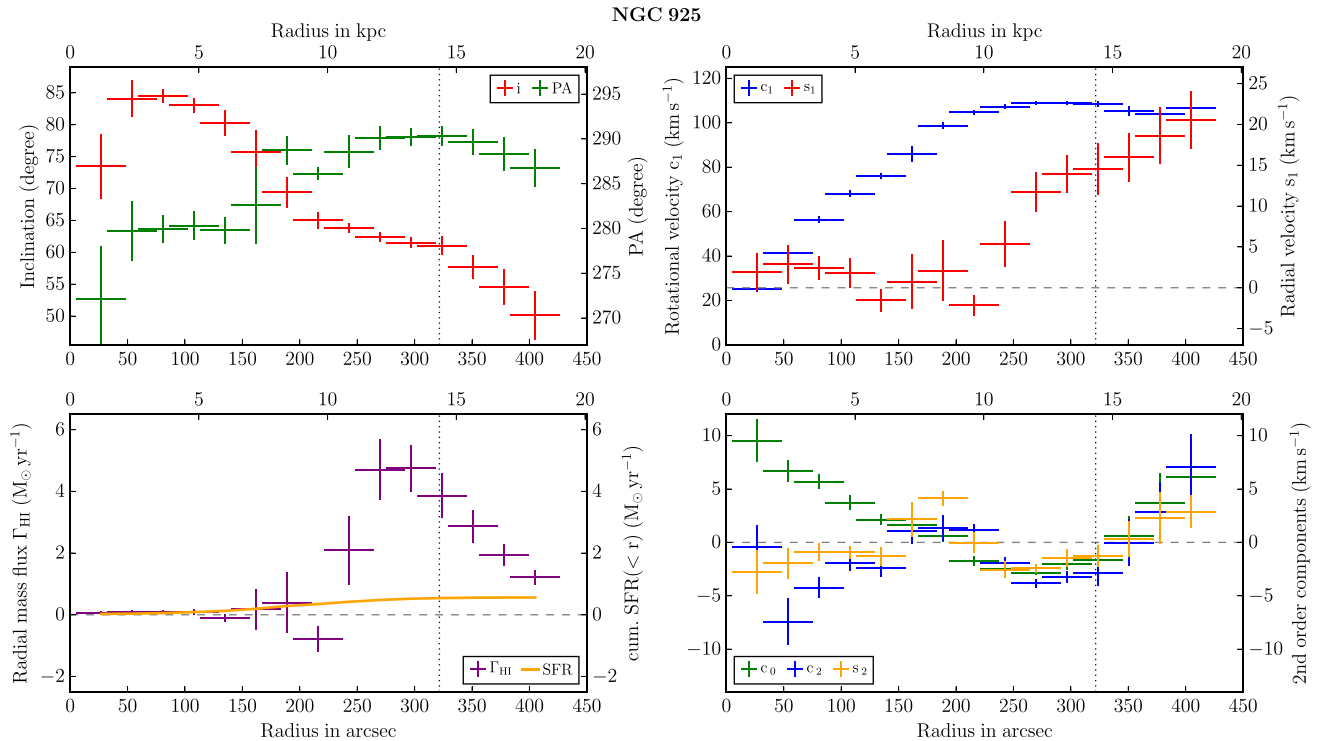 NGC 925
Radius in kpc
0 5 10 15 20
85
80
75
70
65
60
55
50
Inclination (degree)
i PA
295
290
285
280
275
270
PA (degree)
0 50 100 150 200 250 300 350 400 450
Radius in kpc
0 5 10 15 20
120
100
80
60
40
20
0
Rotational velocity c₁ (km s⁻¹)
c₁ s₁
25
20
15
10
5
0
−5
Radial velocity s₁ (km s⁻¹)
0 50 100 150 200 250 300 350 400 450
0 5 10 15 20
6
4
2
0
−2
Radial mass flux Γ_HI (M⊙ yr⁻¹)
Γ_HI SFR
6
4
2
0
−2
cum. SFR(< r) (M⊙ yr⁻¹)
0 50 100 150 200 250 300 350 400 450
Radius in arcsec
0 5 10 15 20
10
5
0
−5
−10
c₀ c₂ s₂
10
5
0
−5
−10
2nd order components (km s⁻¹)
0 50 100 150 200 250 300 350 400 450
Radius in arcsec